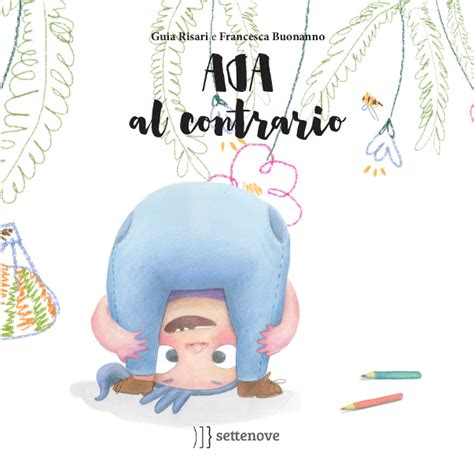 Guia Risari e Francesca Buonanno
ADA
al contrario
)]} settenove